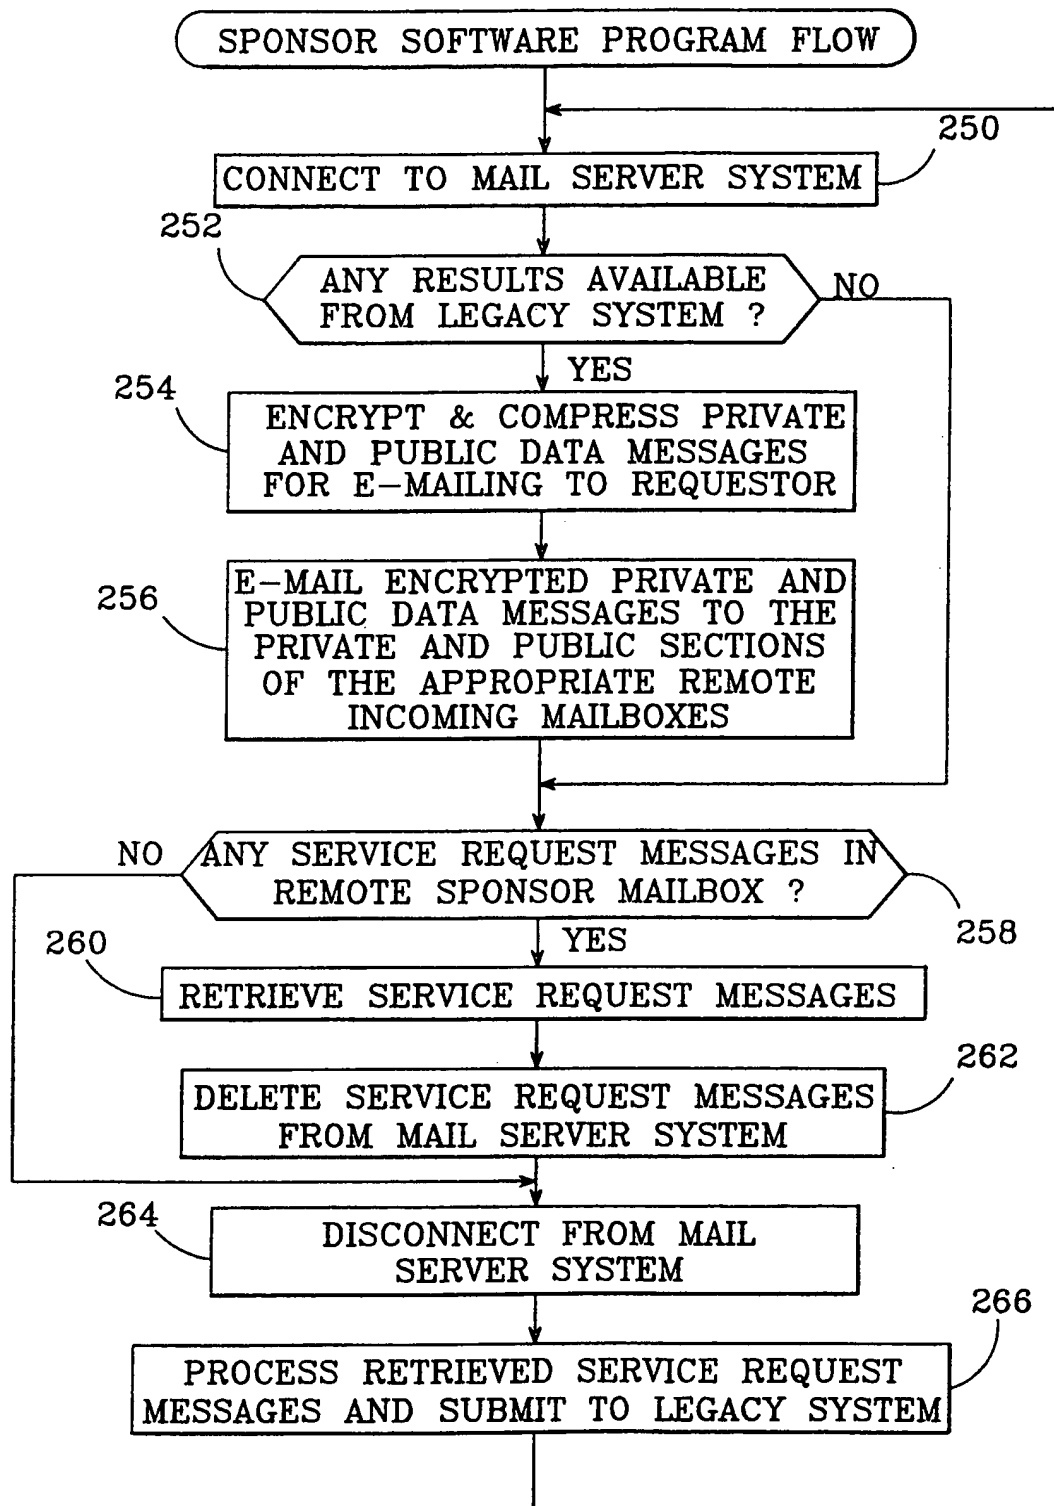 SPONSOR SOFTWARE PROGRAM FLOW
250
CONNECT TO MAIL SERVER SYSTEM
252
ANY RESULTS AVAILABLE
FROM LEGACY SYSTEM ?
NO
YES
254
ENCRYPT & COMPRESS PRIVATE
AND PUBLIC DATA MESSAGES
FOR E-MAILING TO REQUESTOR
256
E-MAIL ENCRYPTED PRIVATE AND
PUBLIC DATA MESSAGES TO THE
PRIVATE AND PUBLIC SECTIONS
OF THE APPROPRIATE REMOTE
INCOMING MAILBOXES
NO
ANY SERVICE REQUEST MESSAGES IN
REMOTE SPONSOR MAILBOX ?
258
YES
260
RETRIEVE SERVICE REQUEST MESSAGES
262
DELETE SERVICE REQUEST MESSAGES
FROM MAIL SERVER SYSTEM
264
DISCONNECT FROM MAIL
SERVER SYSTEM
266
PROCESS RETRIEVED SERVICE REQUEST
MESSAGES AND SUBMIT TO LEGACY SYSTEM